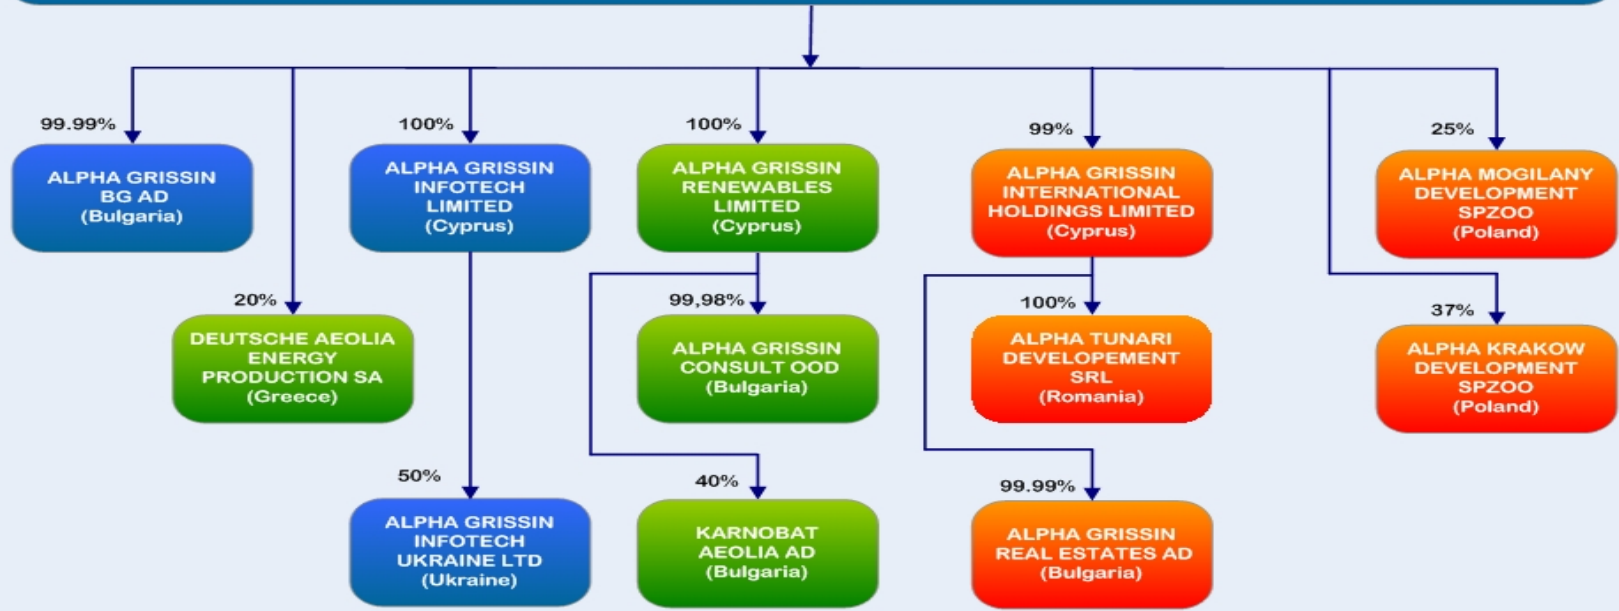 99.99%
ALPHA GRISSIN
BG AD
(Bulgaria)
20%
DEUTSCHE AEOLIA
ENERGY
PRODUCTION SA
(Greece)
100%
ALPHA GRISSIN
INFOTECH
LIMITED
(Cyprus)
50%
ALPHA GRISSIN
INFOTECH
UKRAINE LTD
(Ukraine)
100%
ALPHA GRISSIN
RENEWABLES
LIMITED
(Cyprus)
99,98%
ALPHA GRISSIN
CONSULT OOD
(Bulgaria)
40%
KARNOBAT
AEOLIA AD
(Bulgaria)
99%
ALPHA GRISSIN
INTERNATIONAL
HOLDINGS LIMITED
(Cyprus)
100%
ALPHA TUNARI
DEVELOPEMENT
SRL
(Romania)
99.99%
ALPHA GRISSIN
REAL ESTATES AD
(Bulgaria)
25%
ALPHA MOGILANY
DEVELOPMENT
SPZOO
(Poland)
37%
ALPHA KRAKOW
DEVELOPMENT
SPZOO
(Poland)